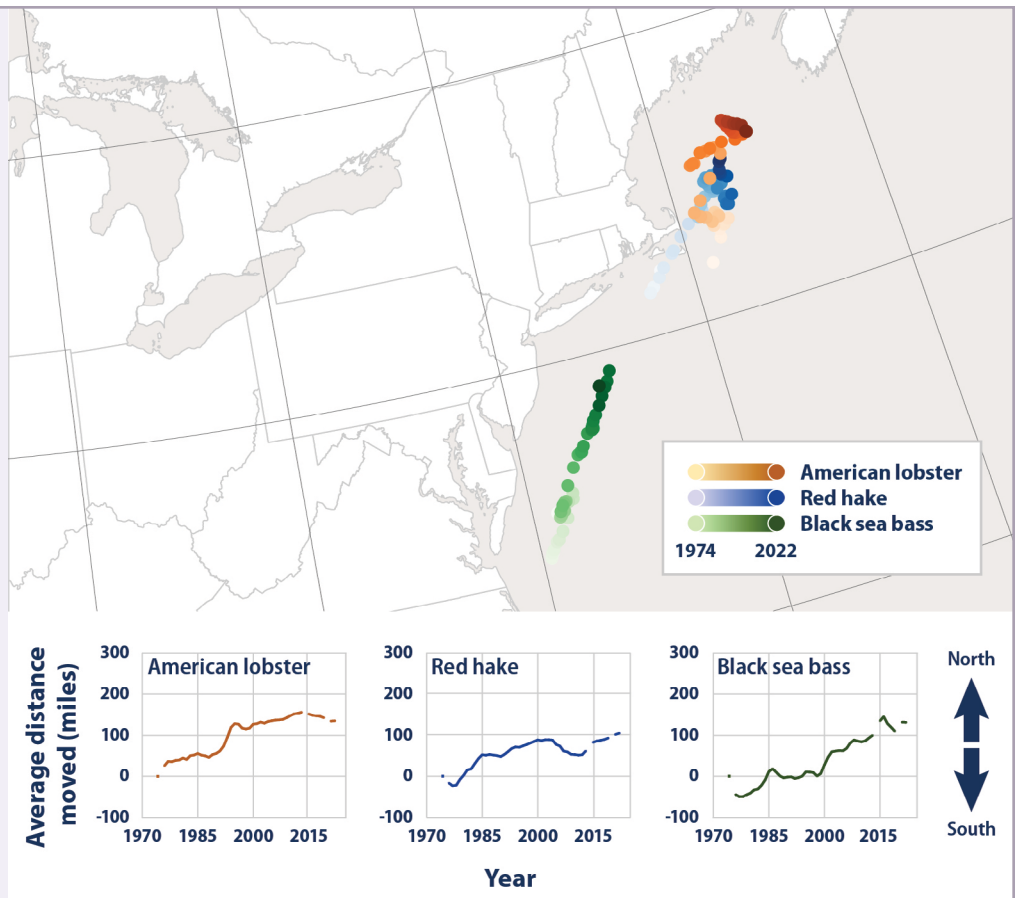 American lobster
Red hake
Black sea bass
1974 2022
Average distance
moved (miles)
300
200
100
0
-100
American lobster
1970 1985 2000 2015
300
200
100
0
-100
Red hake
1970 1985 2000 2015
300
200
100
0
-100
Black sea bass
1970 1985 2000 2015
North
South
Year